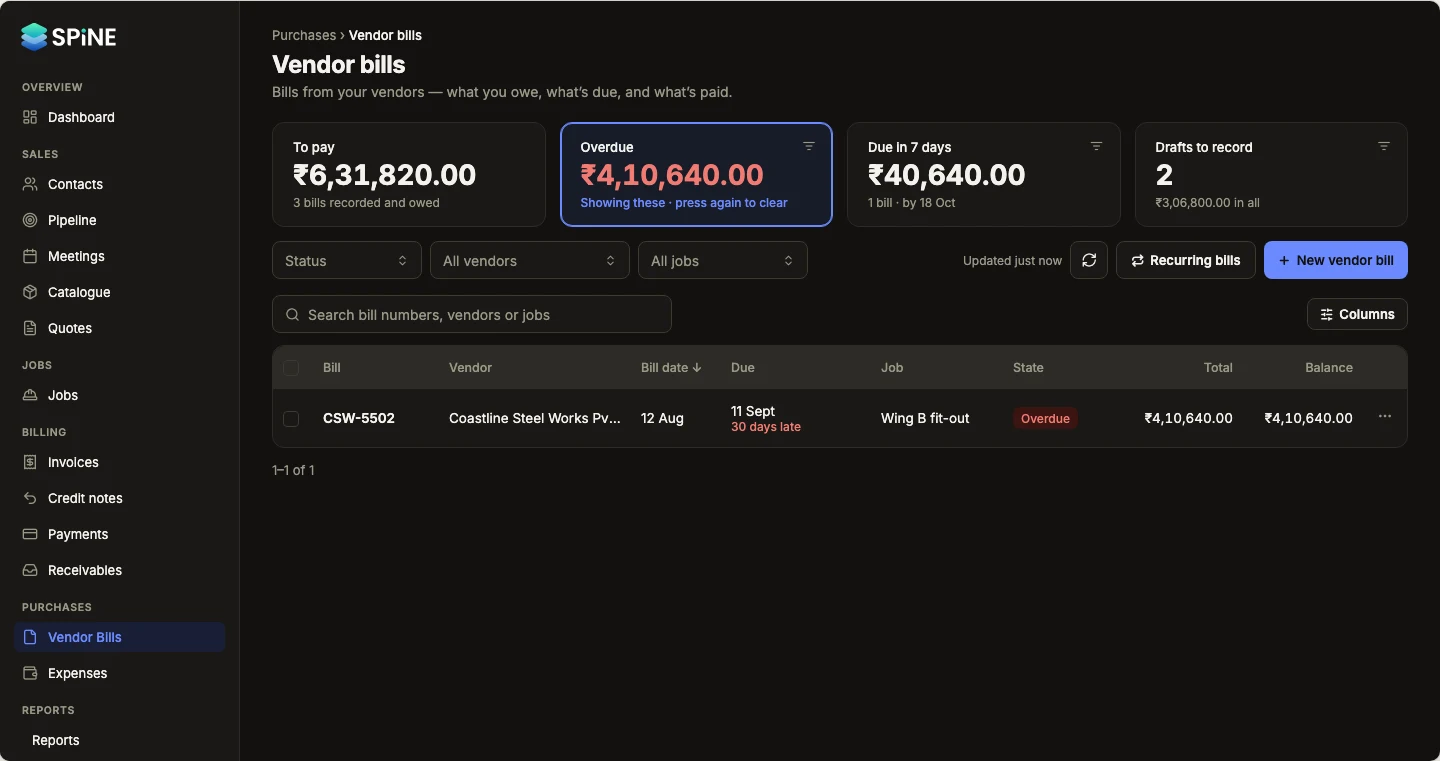 SPiNE
OVERVIEW
Dashboard
SALES
Contacts
Pipeline
Meetings
Catalogue
Quotes
JOBS
Jobs
BILLING
Invoices
Credit notes
Payments
Receivables
PURCHASES
Vendor Bills
Expenses
REPORTS
Reports
Purchases › Vendor bills
Vendor bills
Bills from your vendors — what you owe, what’s due, and what’s paid.
To pay
₹6,31,820.00
3 bills recorded and owed
Overdue
₹4,10,640.00
Showing these · press again to clear
Due in 7 days
₹40,640.00
1 bill · by 18 Oct
Drafts to record
2
₹3,06,800.00 in all
Status All vendors All jobs Updated just now Recurring bills + New vendor bill
Search bill numbers, vendors or jobs Columns
Bill Vendor Bill date ↓ Due Job State Total Balance
CSW-5502 Coastline Steel Works Pv... 12 Aug 11 Sept Wing B fit-out Overdue ₹4,10,640.00 ₹4,10,640.00 ...
30 days late
1–1 of 1